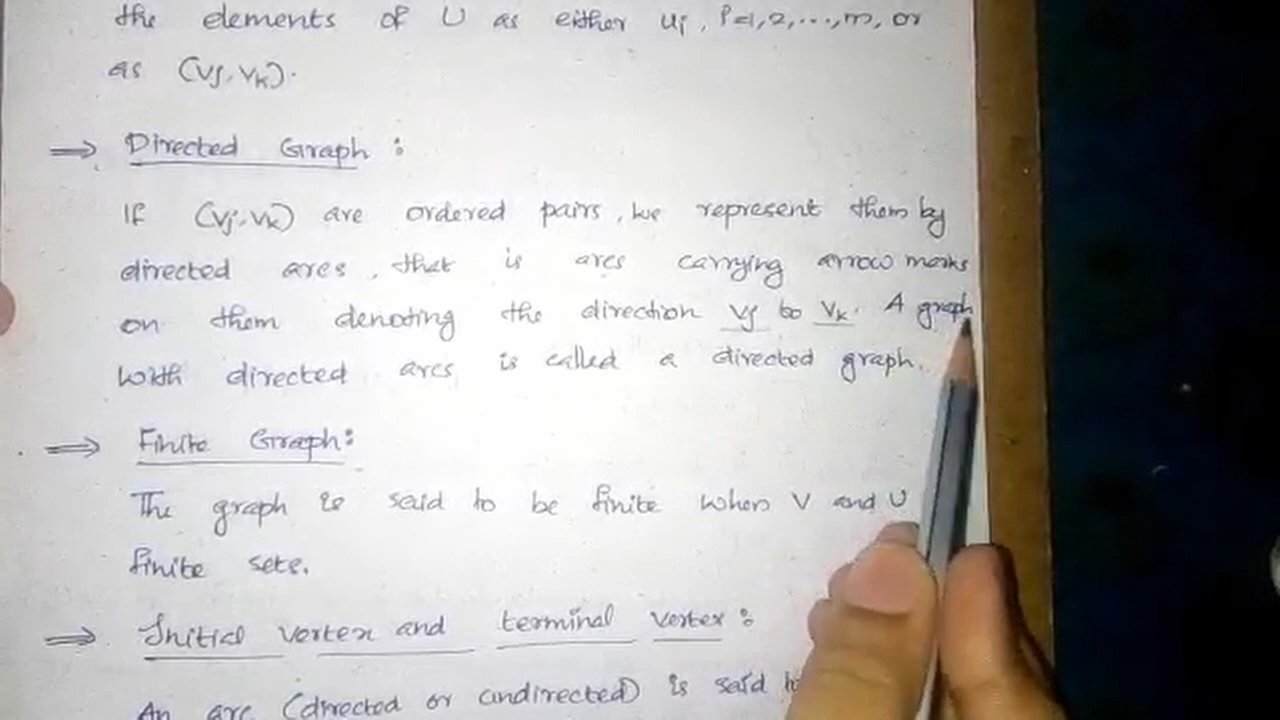 the elements of U as either ui, i=1,2,...,m, or
as (vj, vk).
⇒ Directed Graph :
If (vj, vk) are ordered pairs, we represent them by
directed arcs, that is arcs carrying arrow marks
on them denoting the direction vj to vk. A graph
with directed arcs is called a directed graph.
⇒ Finite Graph:
The graph is said to be finite when V and U
finite sets.
⇒ Initial vertex and terminal vertex :
An arc (directed or undirected) is said